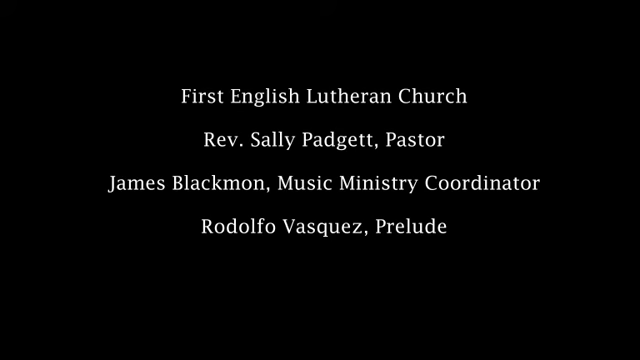 First English Lutheran Church
Rev. Sally Padgett, Pastor
James Blackmon, Music Ministry Coordinator
Rodolfo Vasquez, Prelude